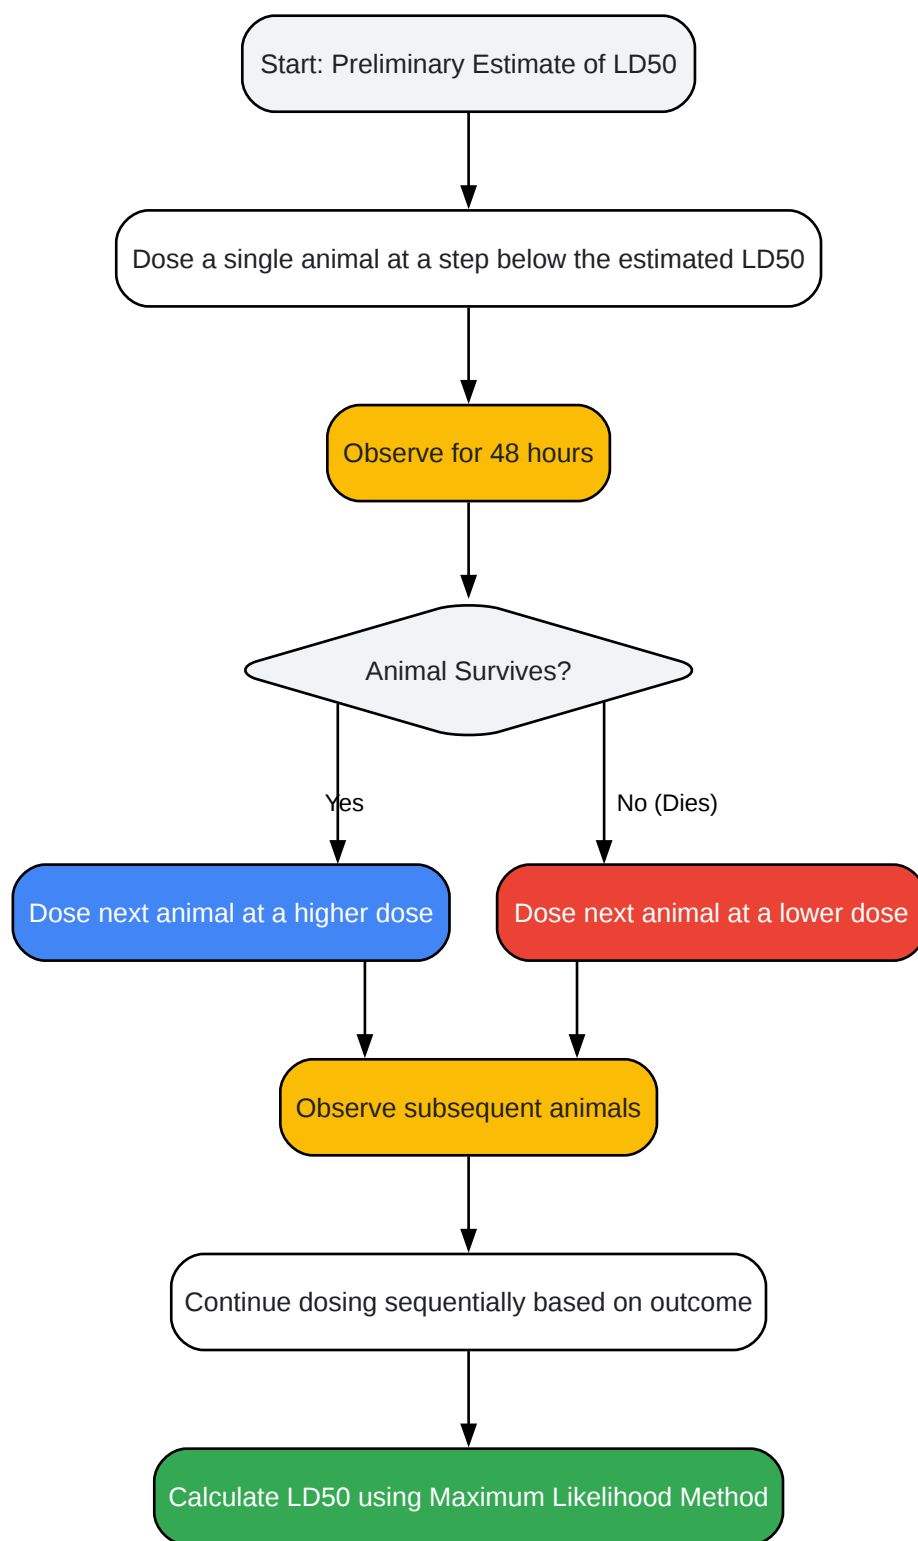 Start: Preliminary Estimate of LD50
Dose a single animal at a step below the estimated LD50
Observe for 48 hours
Animal Survives?
Yes
No (Dies)
Dose next animal at a higher dose
Dose next animal at a lower dose
Observe subsequent animals
Continue dosing sequentially based on outcome
Calculate LD50 using Maximum Likelihood Method